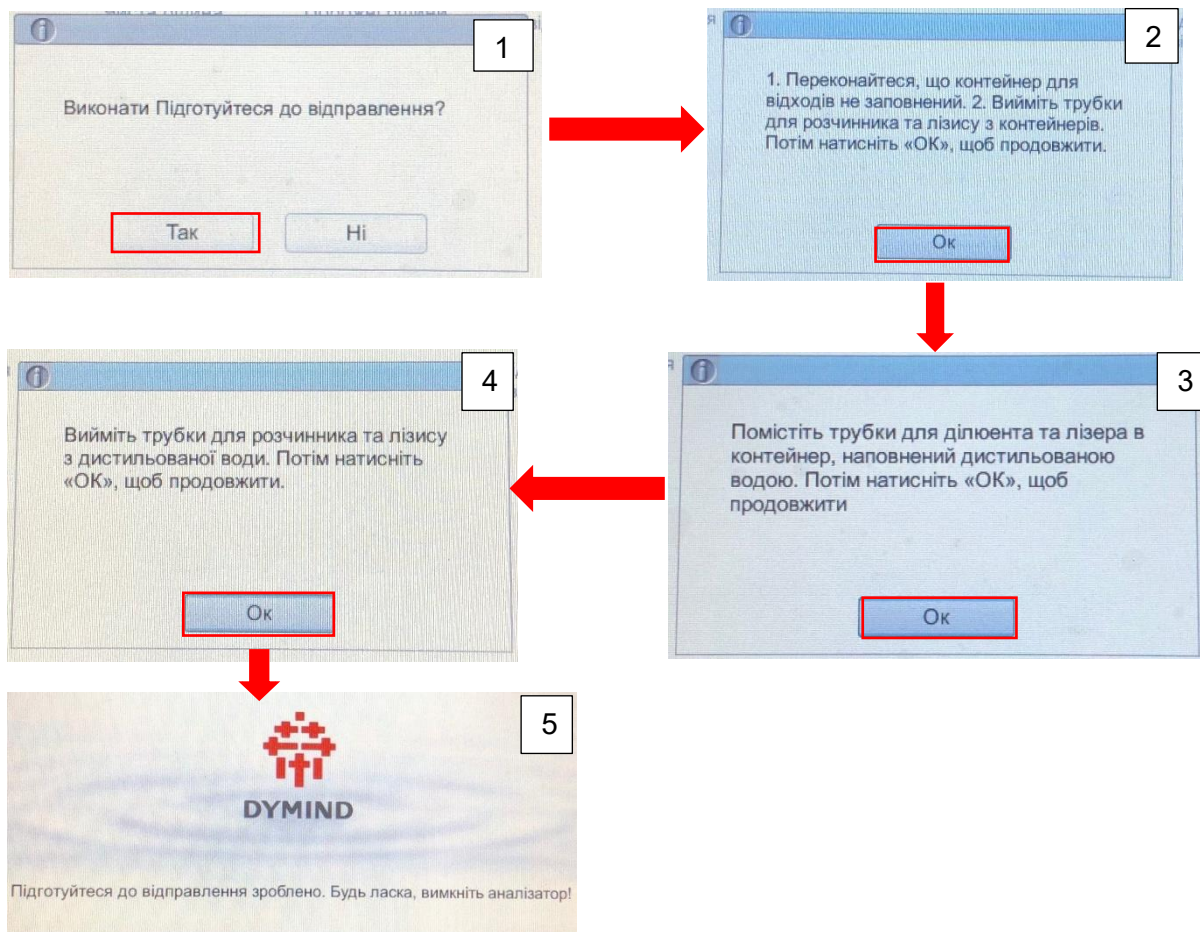 1
Виконати Підготуйтеся до відправлення?
Так
Ні
2
1. Переконайтеся, що контейнер для
відходів не заповнений. 2. Вийміть трубки
для розчинника та лізису з контейнерів.
Потім натисніть «ОК», щоб продовжити.
Ок
3
Помістіть трубки для ділюента та лізера в
контейнер, наповнений дистильованою
водою. Потім натисніть «ОК», щоб
продовжити
Ок
4
Вийміть трубки для розчинника та лізису
з дистильованої води. Потім натисніть
«ОК», щоб продовжити.
Ок
5
DYMIND
Підготуйтеся до відправлення зроблено. Будь ласка, вимкніть аналізатор!